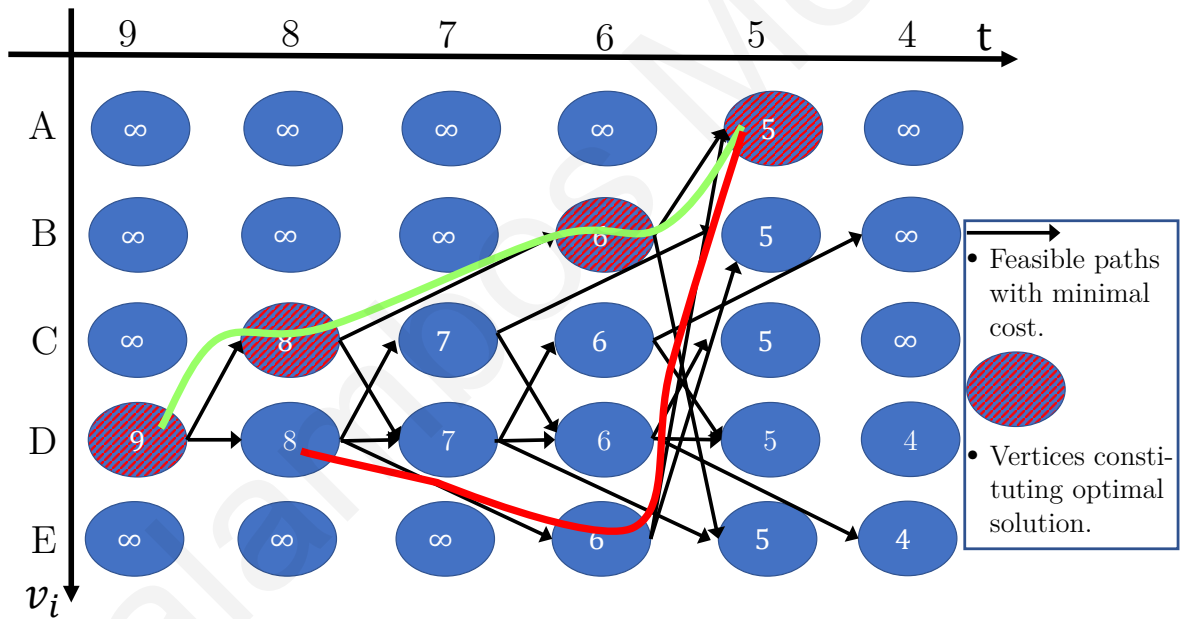 9 8 7 6 5 4 t
A ∞ ∞ ∞ ∞ 5 ∞
B ∞ ∞ ∞ 6 5 ∞
C ∞ 8 7 6 5 ∞
D 9 8 7 6 5 4
E ∞ ∞ ∞ 6 5 4
v_i
• Feasible paths
with minimal
cost.
• Vertices consti-
tuting optimal
solution.